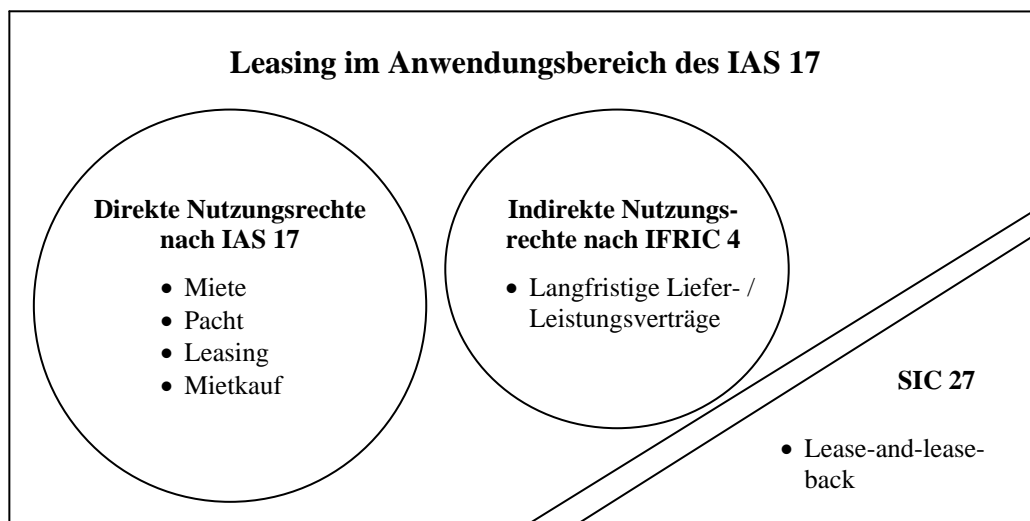 Leasing im Anwendungsbereich des IAS 17
Direkte Nutzungsrechte
nach IAS 17
• Miete
• Pacht
• Leasing
• Mietkauf
Indirekte Nutzungs-
rechte nach IFRIC 4
• Langfristige Liefer- /
Leistungsverträge
SIC 27
• Lease-and-lease-
back